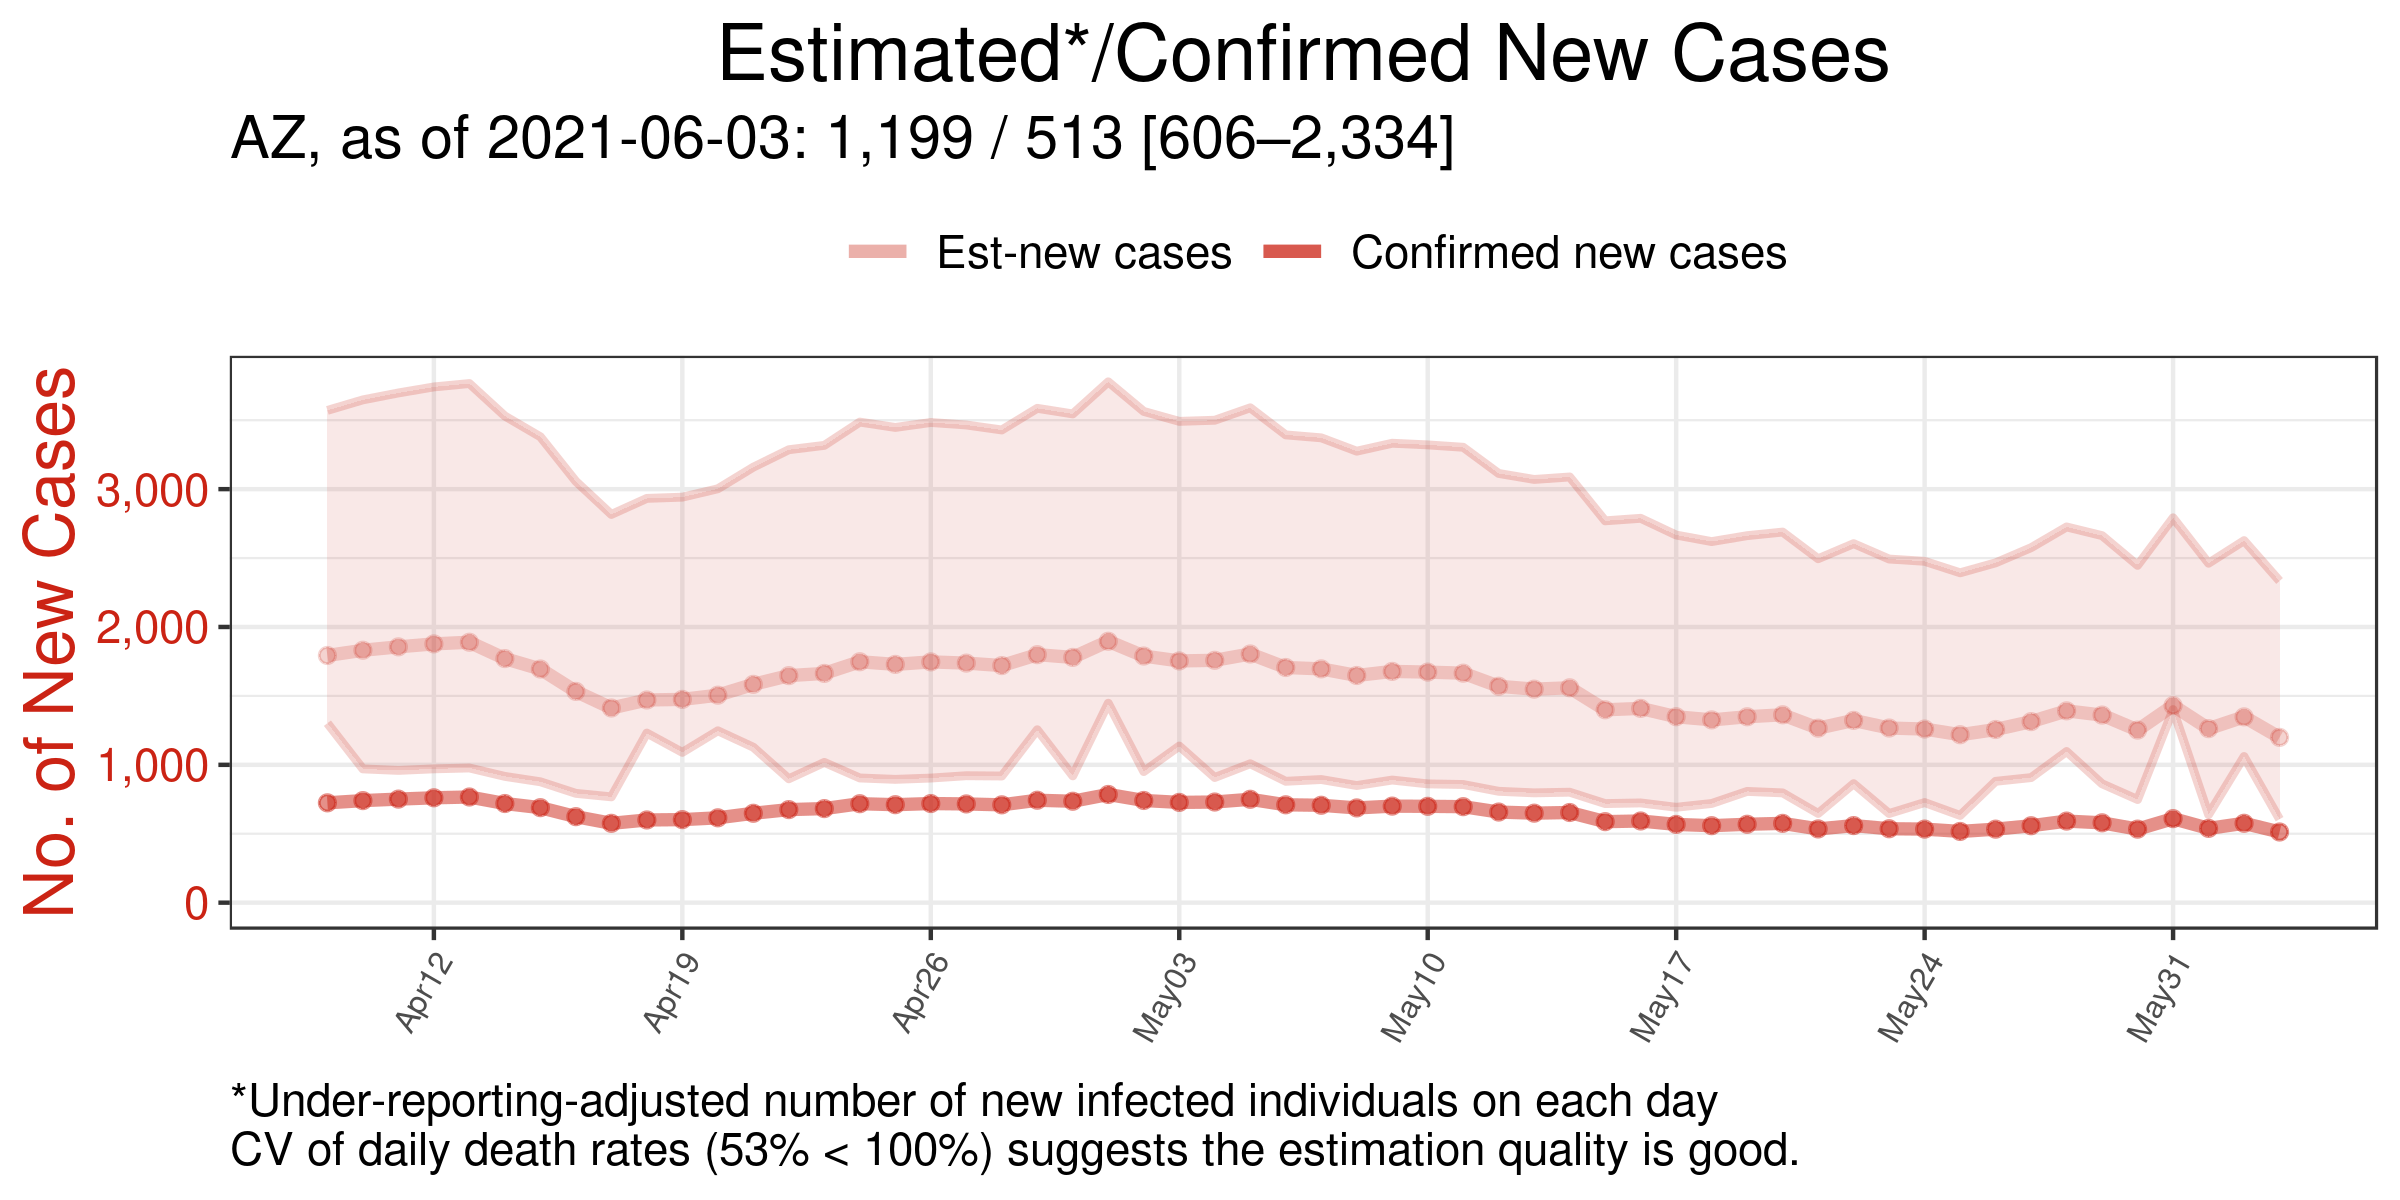 Estimated*/Confirmed New Cases
AZ, as of 2021-06-03: 1,199 / 513 [606–2,334]
Est-new cases
Confirmed new cases
No. of New Cases
3,000
2,000
1,000
0
Apr12
Apr19
Apr26
May03
May10
May17
May24
May31
*Under-reporting-adjusted number of new infected individuals on each day
CV of daily death rates (53% < 100%) suggests the estimation quality is good.